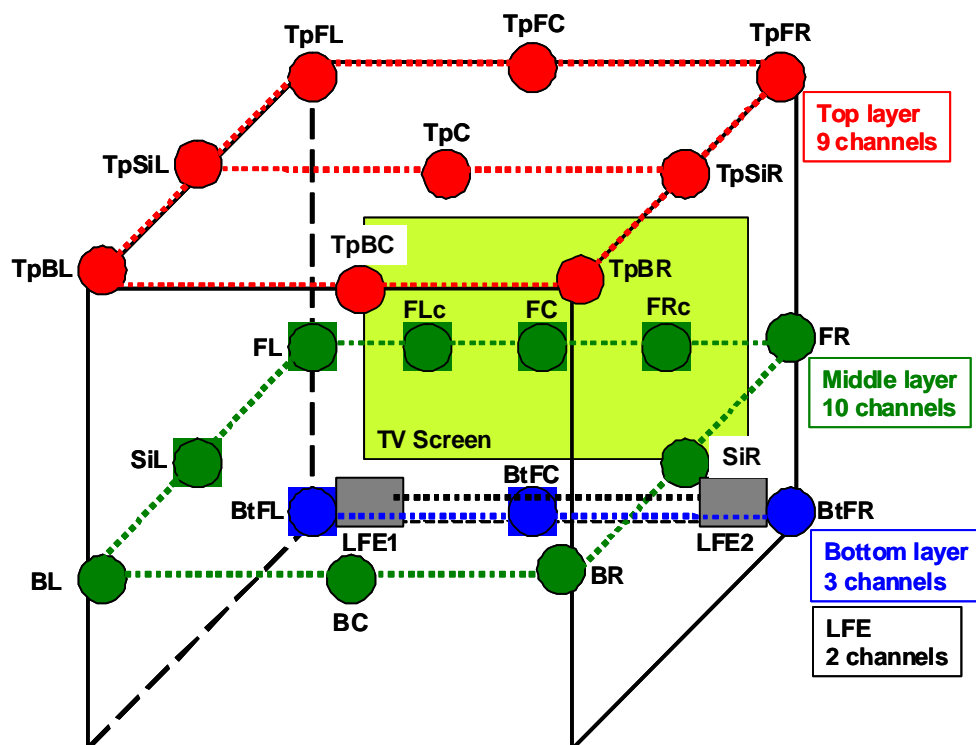 TpFL
TpFC
TpFR
Top layer
9 channels
TpC
TpSiL
TpSiR
TpBC
TpBL
TpBR
FLc
FC
FRc
FL
FR
Middle layer
10 channels
TV Screen
SiL
SiR
BtFC
BtFL
BtFR
LFE1
LFE2
Bottom layer
3 channels
BL
BR
BC
LFE
2 channels